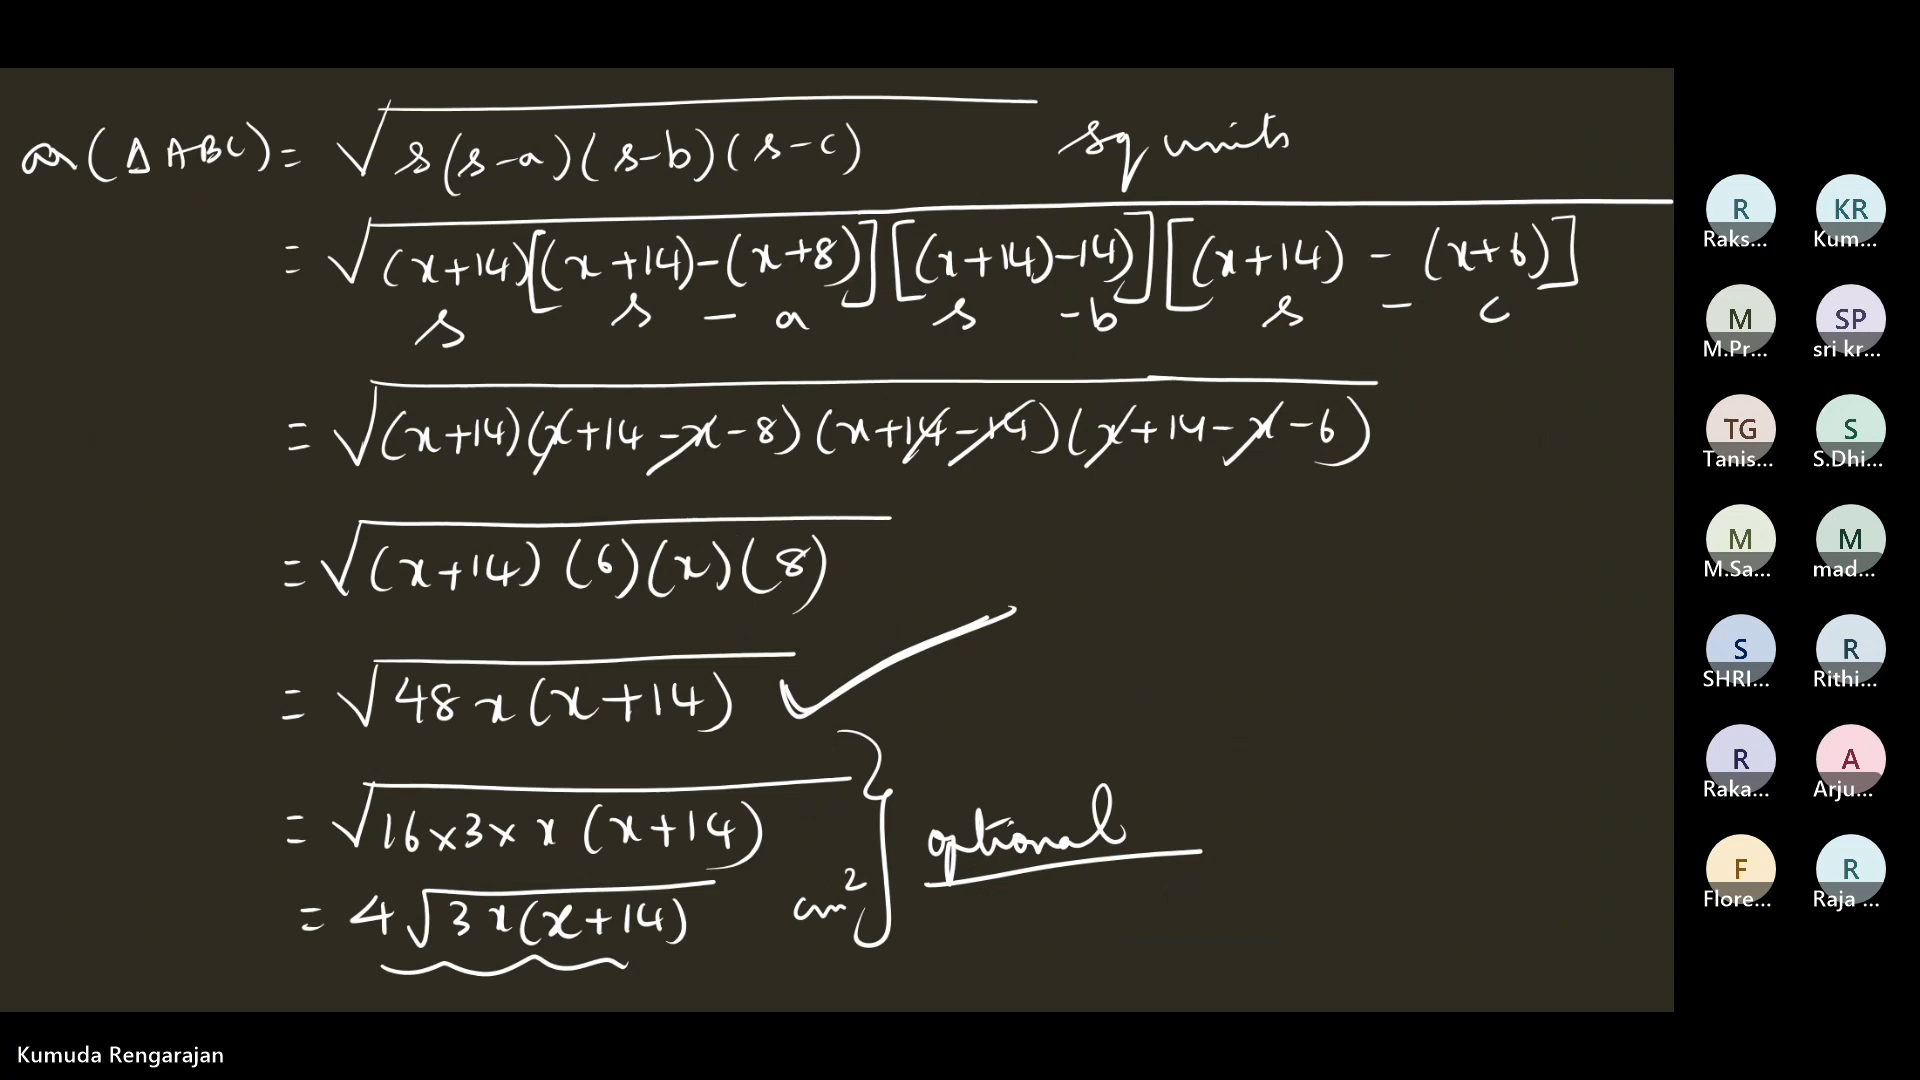 ar(ΔABC) = √s(s-a)(s-b)(s-c) sq units
= √(x+14)[(x+14)-(x+8)][(x+14)-14][(x+14) - (x+6)]
s s - a s - b s - c
= √(x+14)(x+14-x-8)(x+14-14)(x+14-x-6)
= √(x+14)(6)(x)(8)
= √48x(x+14) ✓
= √16×3×x(x+14)
optional
= 4√3x(x+14) cm²
R KR
Raks... Kum...
M SP
M.Pr... sri kr...
TG S
Tanis... S.Dhi...
M M
M.Sa... mad...
S R
SHRI... Rithi...
R A
Raka... Arju...
F R
Flore... Raja ...
Kumuda Rengarajan